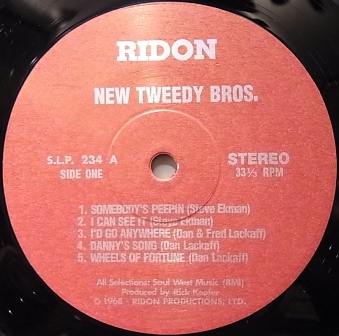 RIDON
NEW TWEEDY BROS.
S.L.P. 234 A
SIDE ONE
STEREO
33⅓ RPM
1. SOMEBODY'S PEEPIN (Steve Ekman)
2. I CAN SEE IT (Steve Ekman)
3. I'D GO ANYWHERE (Dan & Fred Lackaff)
4. DANNY'S SONG (Dan Lackaff)
5. WHEELS OF FORTUNE (Dan Lackaff)
All Selections: Soul West Music (BMI)
Produced by Rick Keefer
© 1968 - RIDON PRODUCTIONS, LTD.